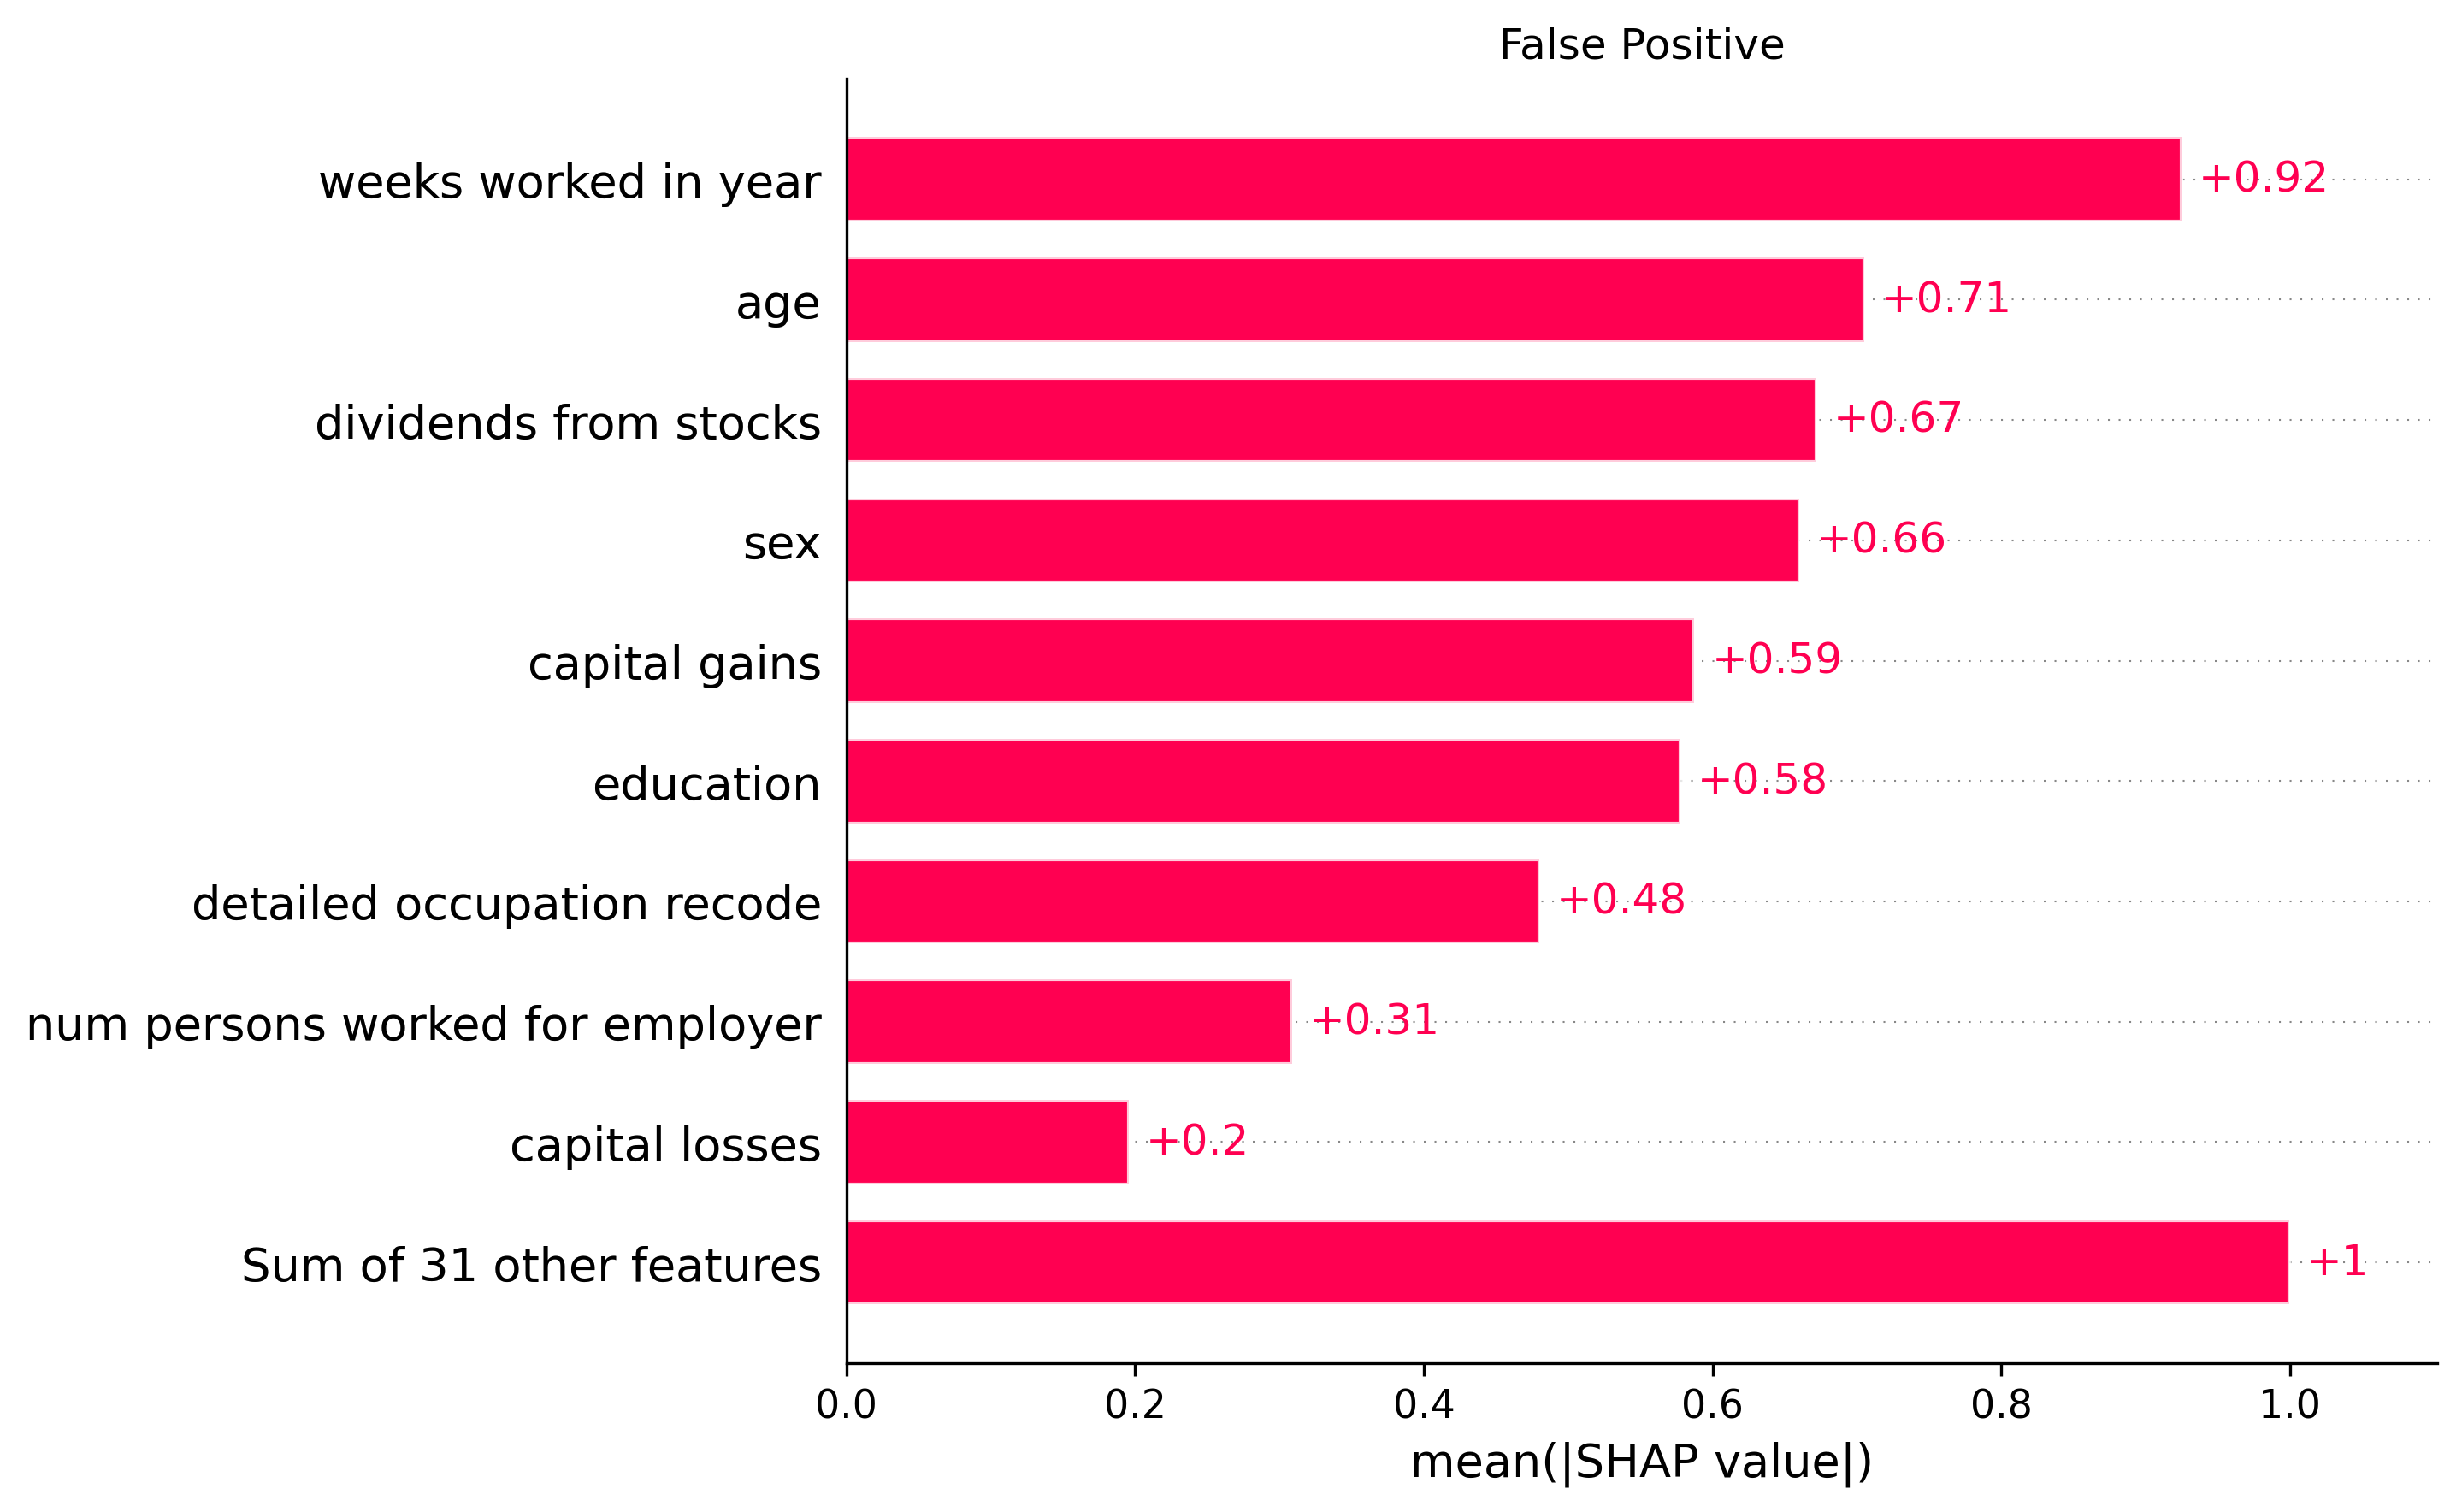 False Positive
weeks worked in year
+0.92
age
+0.71
dividends from stocks
+0.67
sex
+0.66
capital gains
+0.59
education
+0.58
detailed occupation recode
+0.48
num persons worked for employer
+0.31
capital losses
+0.2
Sum of 31 other features
+1
0.0 0.2 0.4 0.6 0.8 1.0
mean(|SHAP value|)